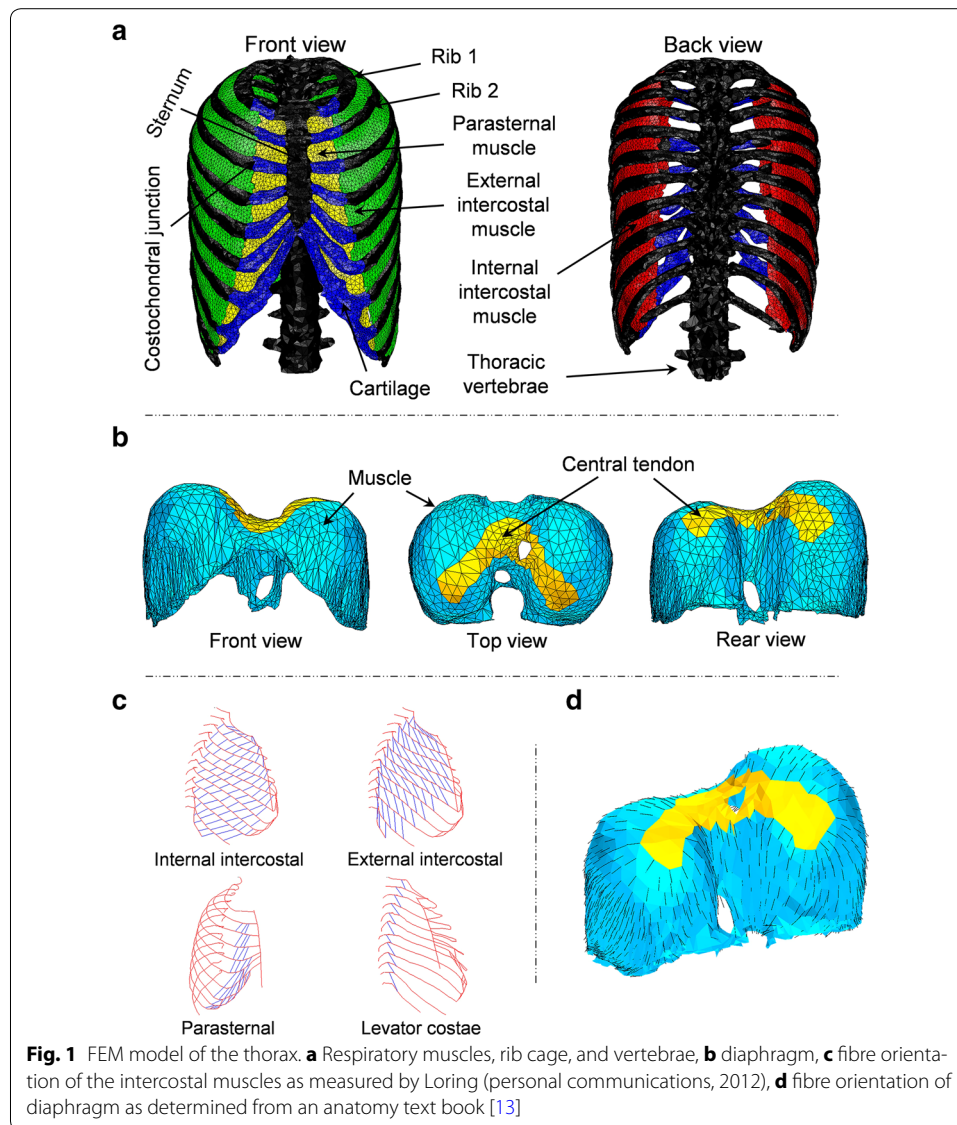 a
Front view
Back view
Rib 1
Rib 2
Sternum
Parasternal
muscle
External
intercostal
muscle
Costochondral junction
Internal
intercostal
muscle
Thoracic
vertebrae
Cartilage
b
Muscle
Central tendon
Front view
Top view
Rear view
c
d
Internal intercostal
External intercostal
Parasternal
Levator costae
Fig. 1 FEM model of the thorax. a Respiratory muscles, rib cage, and vertebrae, b diaphragm, c fibre orienta-
tion of the intercostal muscles as measured by Loring (personal communications, 2012), d fibre orientation of
diaphragm as determined from an anatomy text book [13]